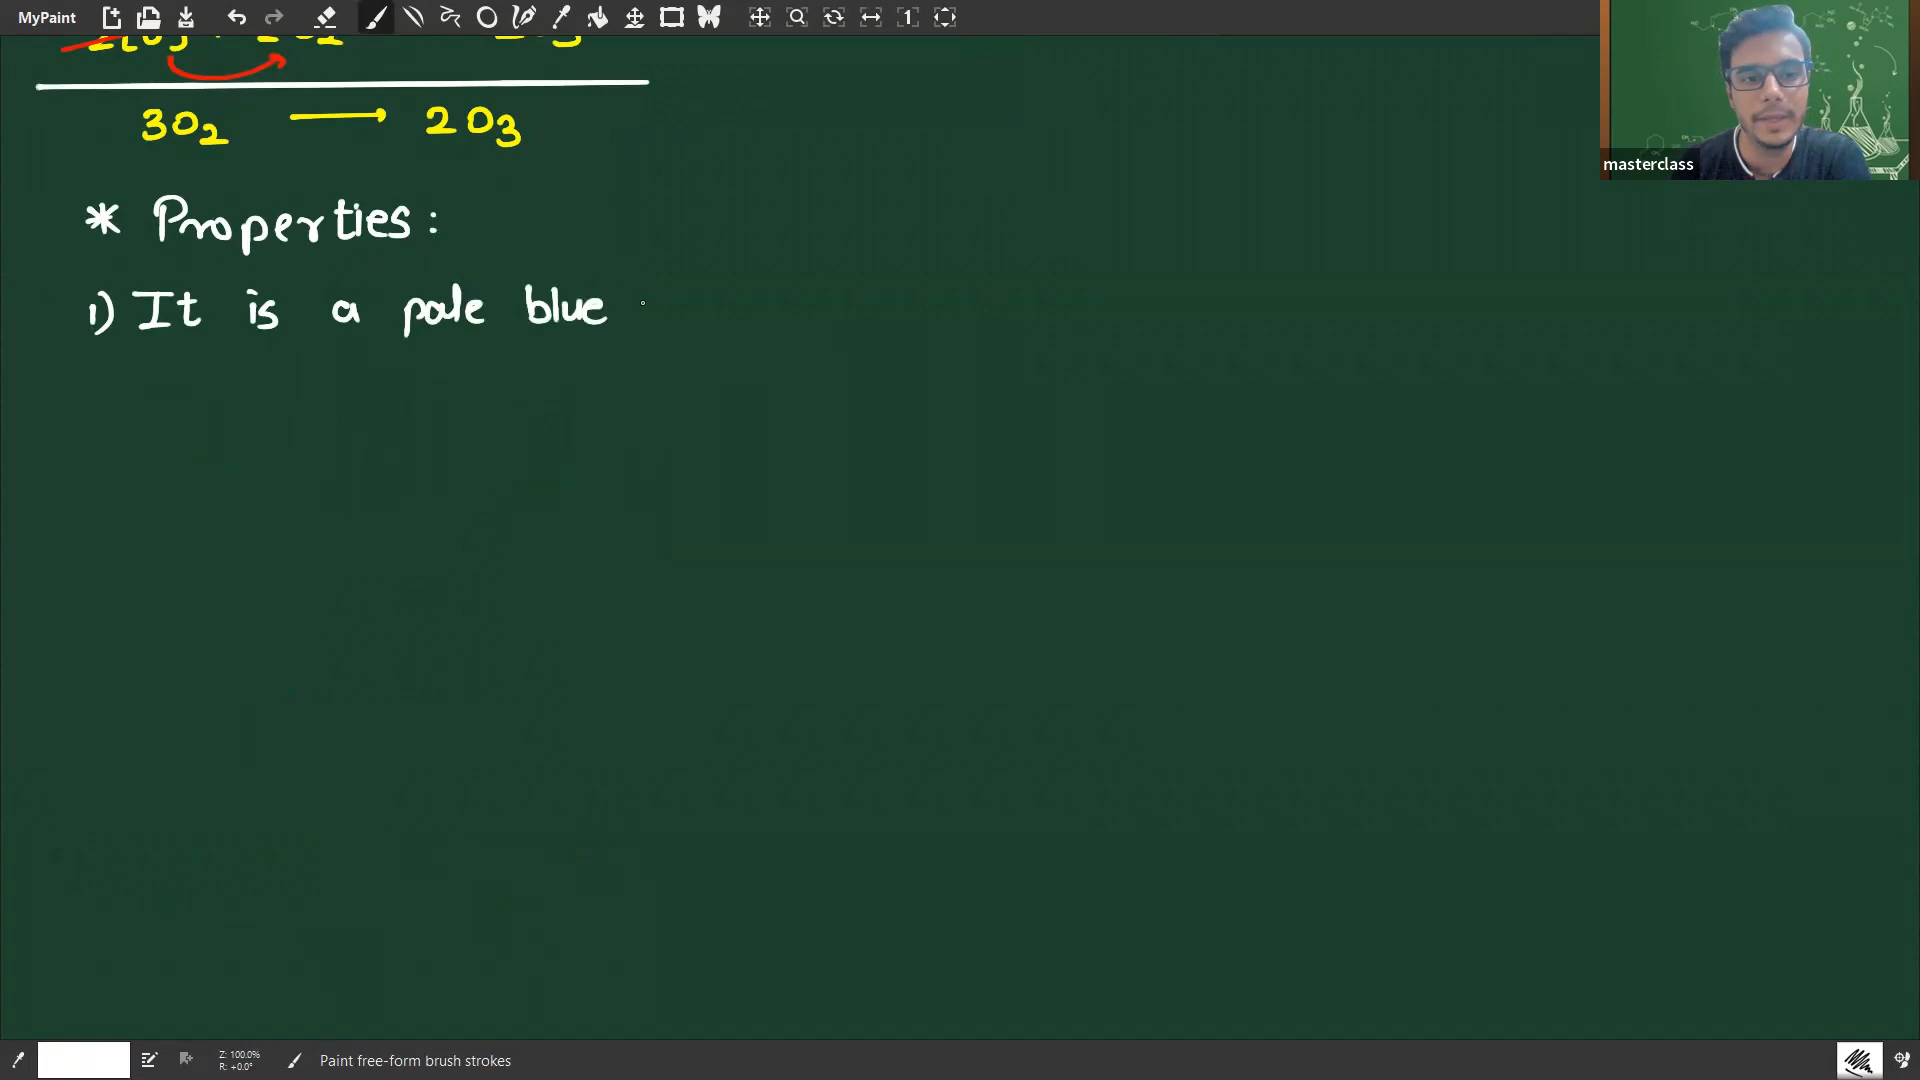 MyPaint
masterclass
3O₂ ⟶ 2O₃
* Properties:
1) It is a pale blue
Z: 100.0%
R: +0.0°
Paint free-form brush strokes